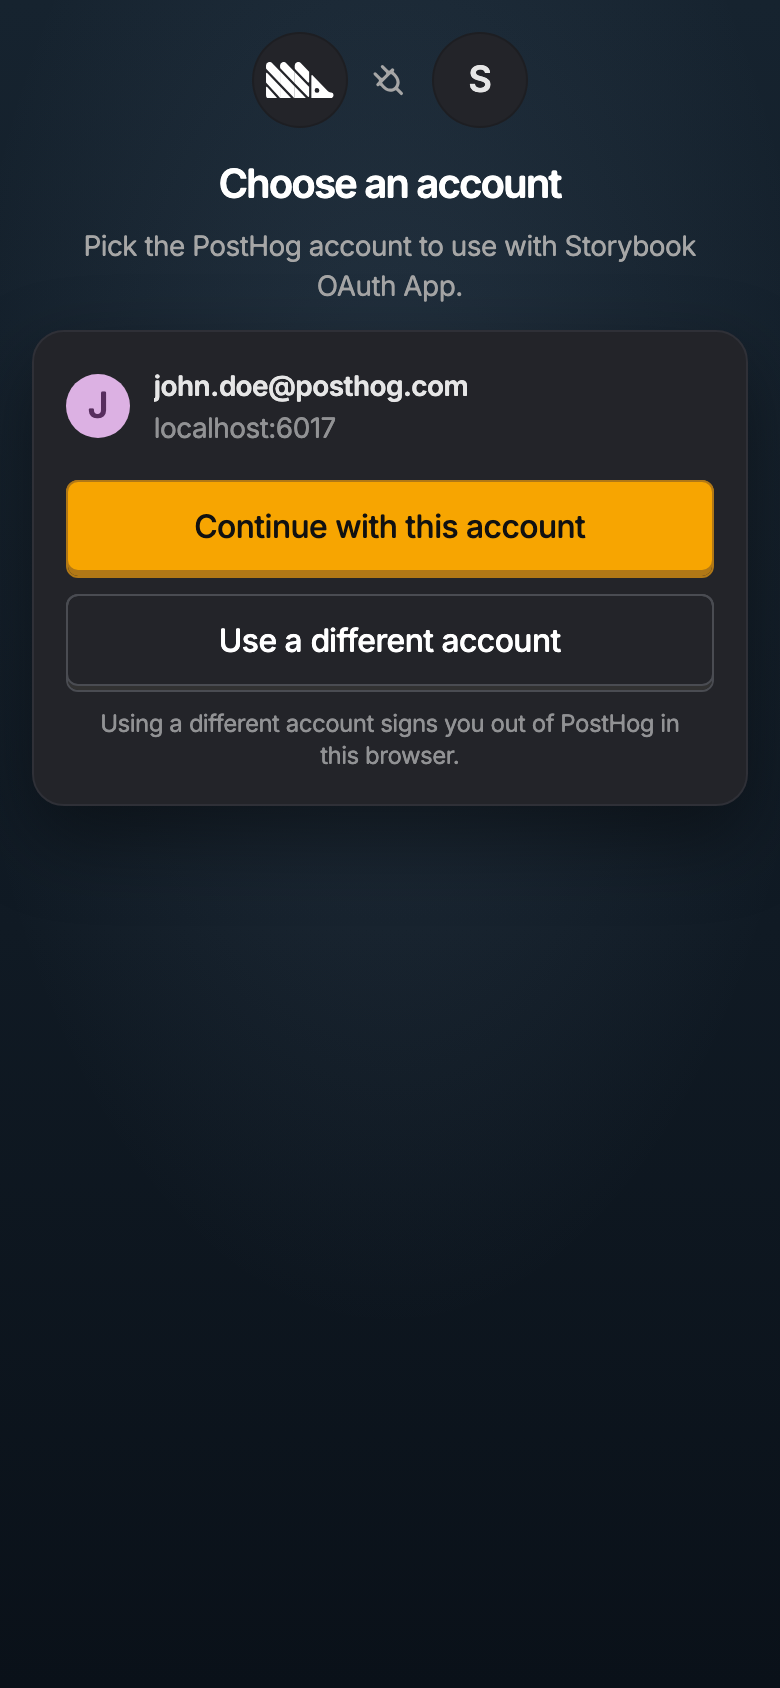 S
Choose an account
Pick the PostHog account to use with Storybook
OAuth App.
J
john.doe@posthog.com
localhost:6017
Continue with this account
Use a different account
Using a different account signs you out of PostHog in
this browser.